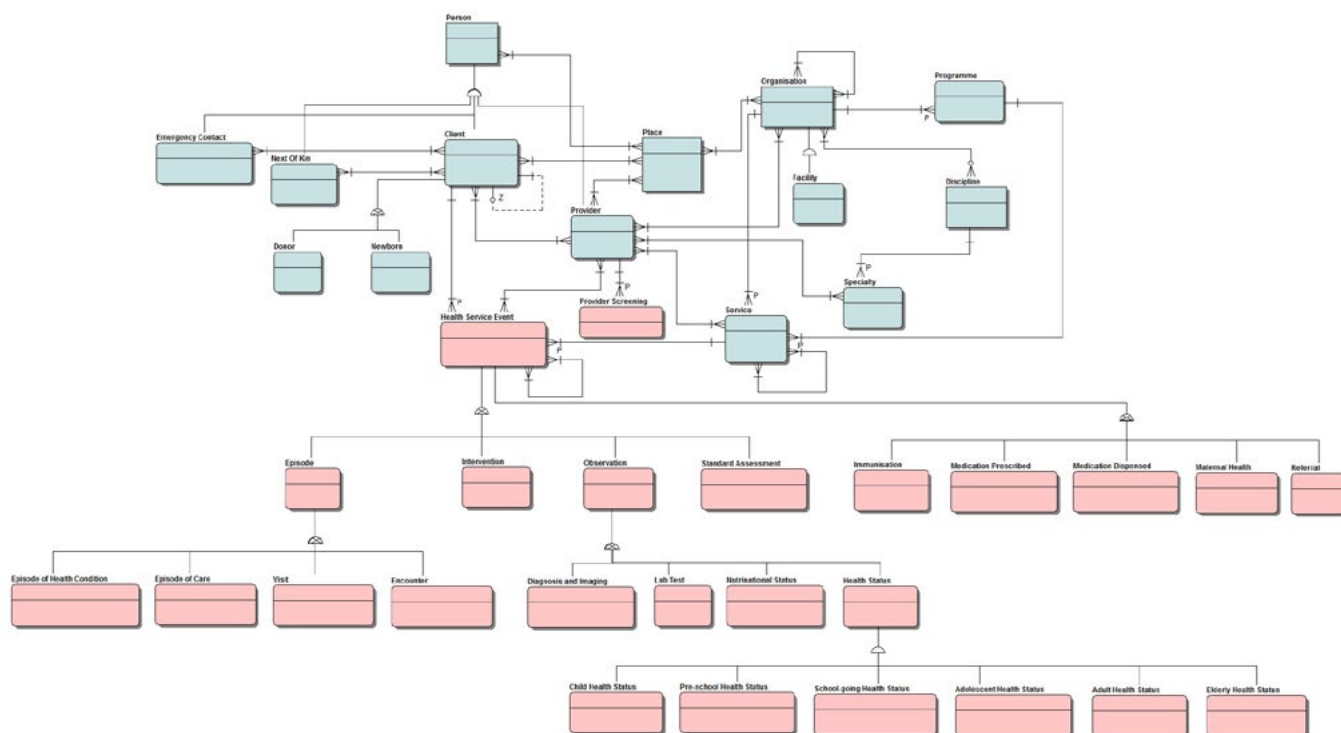 Person
Organisation
Programme
Emergency Contact
Client
Place
Next Of Kin
P
Facility
Discipline
Z
Provider
Donor
Newborn
P
Specialty
P
P
P
Provider Screening
Service
Health Service Event
P
P
Episode
Intervention
Observation
Standard Assessment
Immunisation
Medication Prescribed
Medication Dispensed
Maternal Health
Referral
Episode of Health Condition
Episode of Care
Visit
Encounter
Diagnosis and Imaging
Lab Test
Nutritional Status
Health Status
Child Health Status
Pre-school Health Status
School-going Health Status
Adolescent Health Status
Adult Health Status
Elderly Health Status